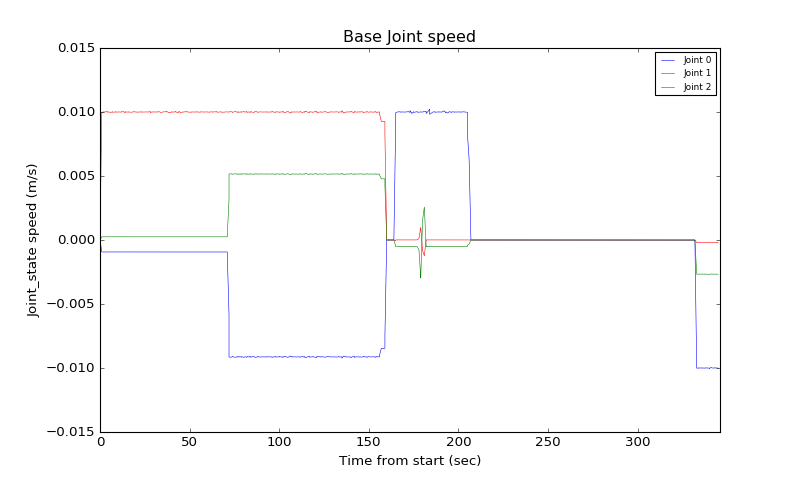 Base Joint speed
Joint_state speed (m/s)
0.015
0.010
0.005
0.000
−0.005
−0.010
−0.015
0
50
100
150
200
250
300
Time from start (sec)
Joint 0
Joint 1
Joint 2